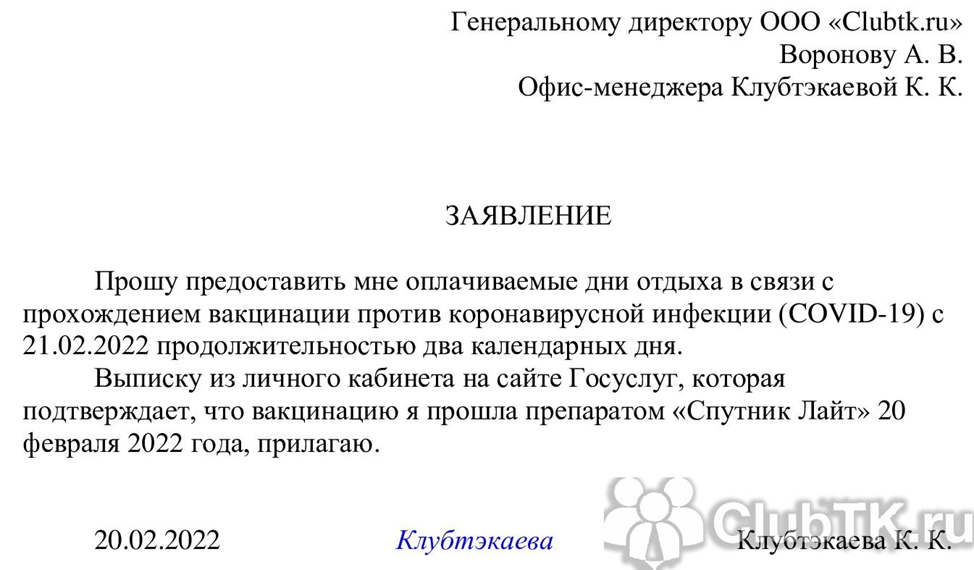 Генеральному директору ООО «Clubtk.ru»
Воронову А. В.
Офис-менеджера Клубтэкаевой К. К.
ЗАЯВЛЕНИЕ
Прошу предоставить мне оплачиваемые дни отдыха в связи с
прохождением вакцинации против коронавирусной инфекции (COVID-19) с
21.02.2022 продолжительностью два календарных дня.
Выписку из личного кабинета на сайте Госуслуг, которая
подтверждает, что вакцинацию я прошла препаратом «Спутник Лайт» 20
февраля 2022 года, прилагаю.
ClubTK.ru
20.02.2022 Клубтэкаева Клубтэкаева К. К.